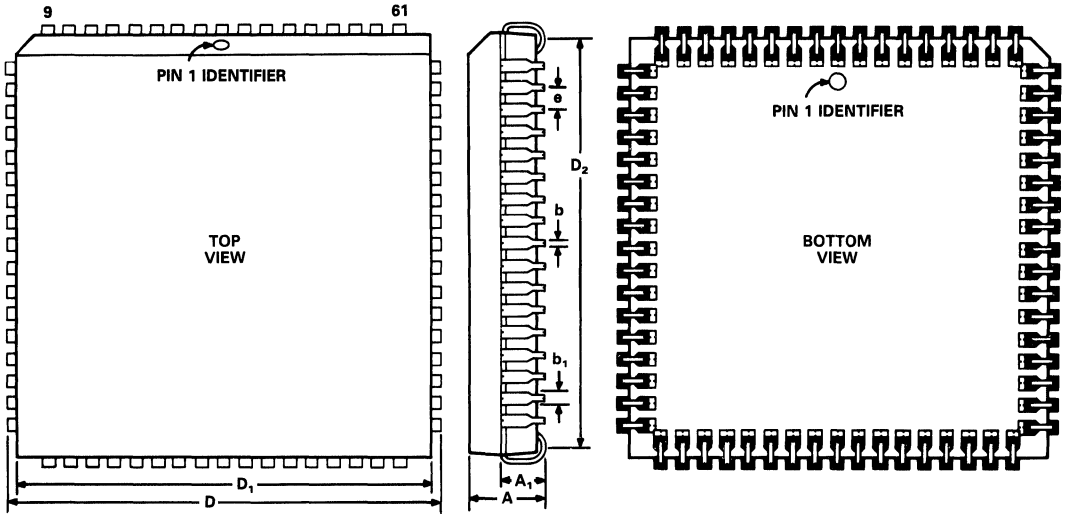 9
61
PIN 1 IDENTIFIER
TOP
VIEW
D₁
D
e
D₂
b
b₁
A₁
A
PIN 1 IDENTIFIER
BOTTOM
VIEW